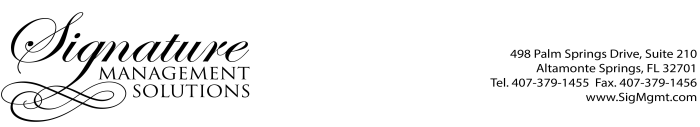 Signature
MANAGEMENT
SOLUTIONS
498 Palm Springs Drive, Suite 210
Altamonte Springs, FL 32701
Tel. 407-379-1455  Fax. 407-379-1456
www.SigMgmt.com